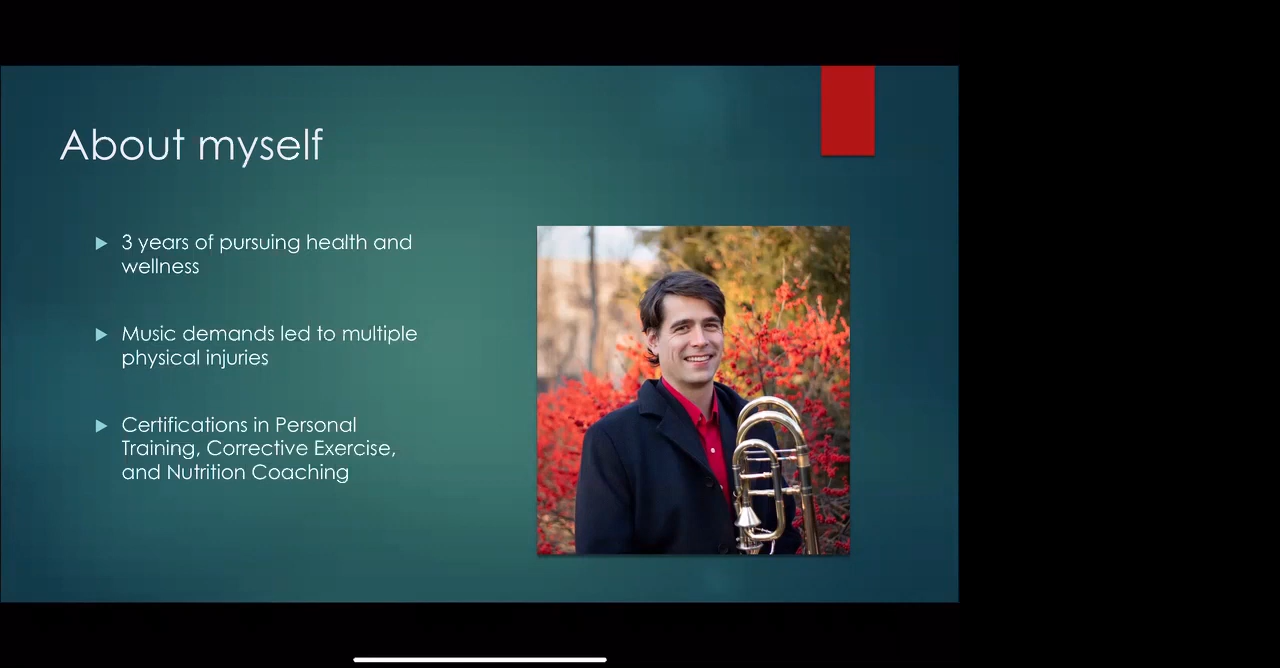 About myself
3 years of pursuing health and
wellness
Music demands led to multiple
physical injuries
Certifications in Personal
Training, Corrective Exercise,
and Nutrition Coaching